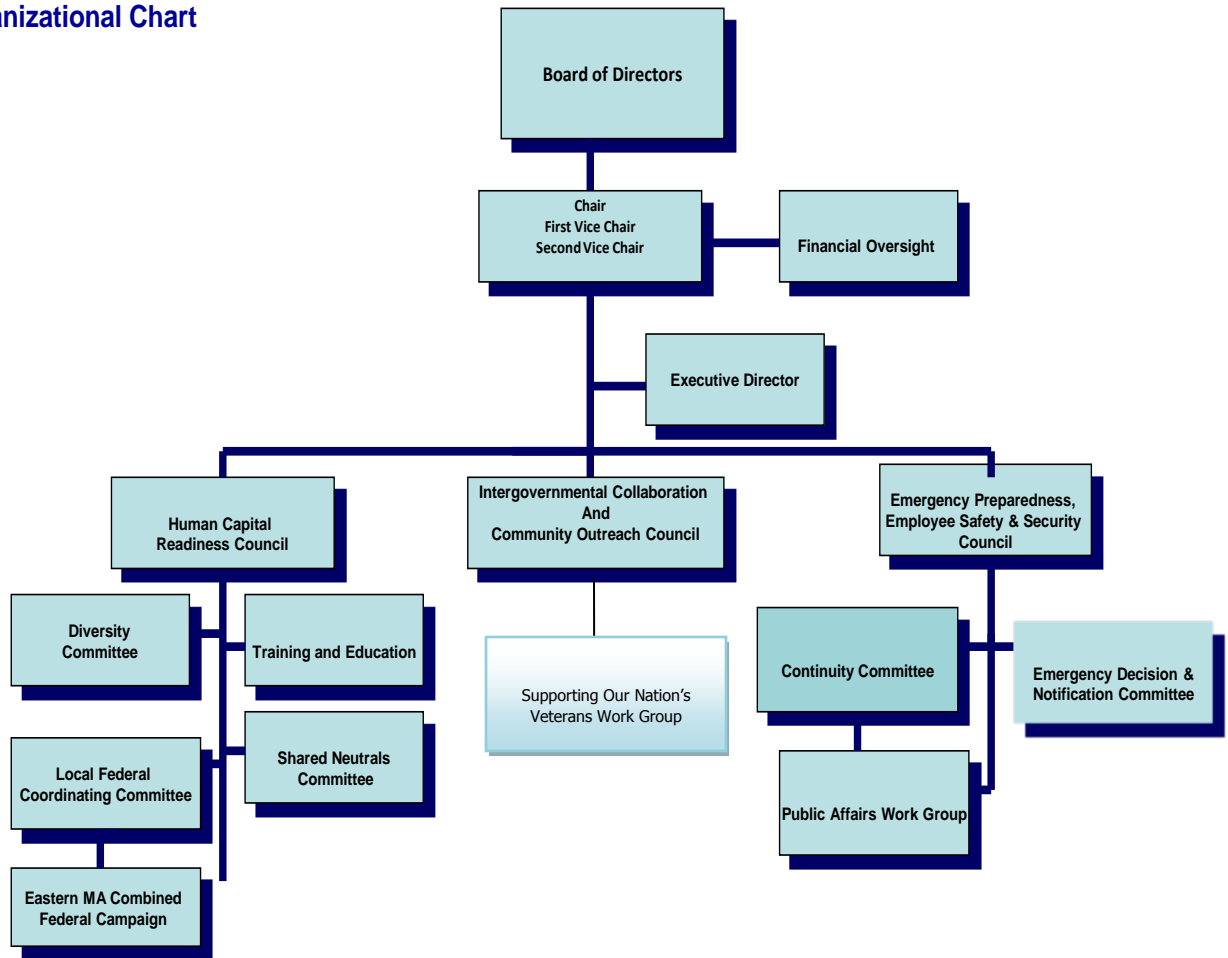 anizational Chart
Board of Directors
Chair
First Vice Chair
Second Vice Chair
Financial Oversight
Executive Director
Human Capital
Readiness Council
Intergovernmental Collaboration
And
Community Outreach Council
Emergency Preparedness,
Employee Safety & Security
Council
Diversity
Committee
Training and Education
Supporting Our Nation's
Veterans Work Group
Continuity Committee
Emergency Decision &
Notification Committee
Local Federal
Coordinating Committee
Shared Neutrals
Committee
Public Affairs Work Group
Eastern MA Combined
Federal Campaign